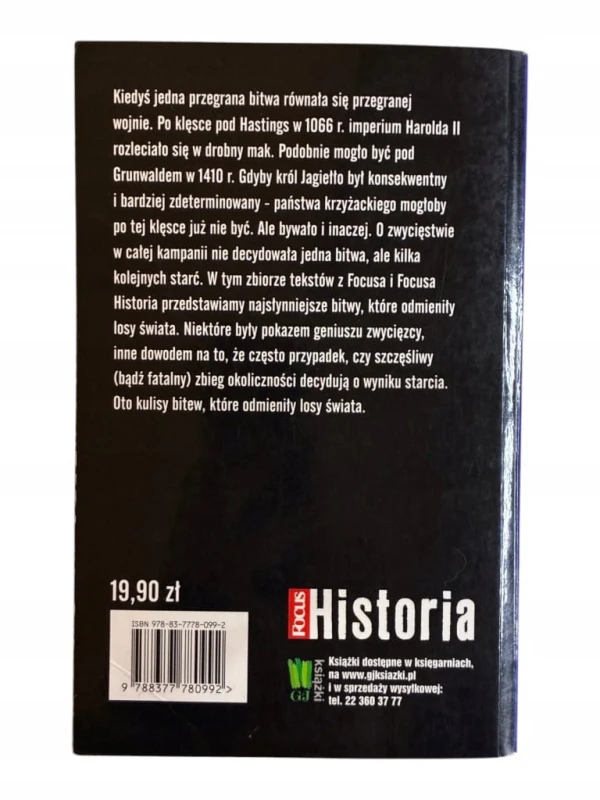 Kiedyś jedna przegrana bitwa równała się przegranej
wojnie. Po klęsce pod Hastings w 1066 r. imperium Harolda II
rozleciało się w drobny mak. Podobnie mogło być pod
Grunwaldem w 1410 r. Gdyby król Jagiełło był konsekwentny
i bardziej zdeterminowany - państwa krzyżackiego mogłoby
po tej klęsce już nie być. Ale bywało i inaczej. O zwycięstwie
w całej kampanii nie decydowała jedna bitwa, ale kilka
kolejnych starć. W tym zbiorze tekstów z Focusa i Focusa
Historia przedstawiamy najsłynniejsze bitwy, które odmieniły
losy świata. Niektóre były pokazem geniuszu zwycięzcy,
inne dowodem na to, że często przypadek, czy szczęśliwy
(bądź fatalny) zbieg okoliczności decydują o wyniku starcia.
Oto kulisy bitew, które odmieniły losy świata.
19,90 zł
ISBN 978-83-7778-099-2
9 788377 780992 >
FOCUS Historia
G+J książki
Książki dostępne w księgarniach,
na www.gjksiazki.pl
i w sprzedaży wysyłkowej:
tel. 22 360 37 77